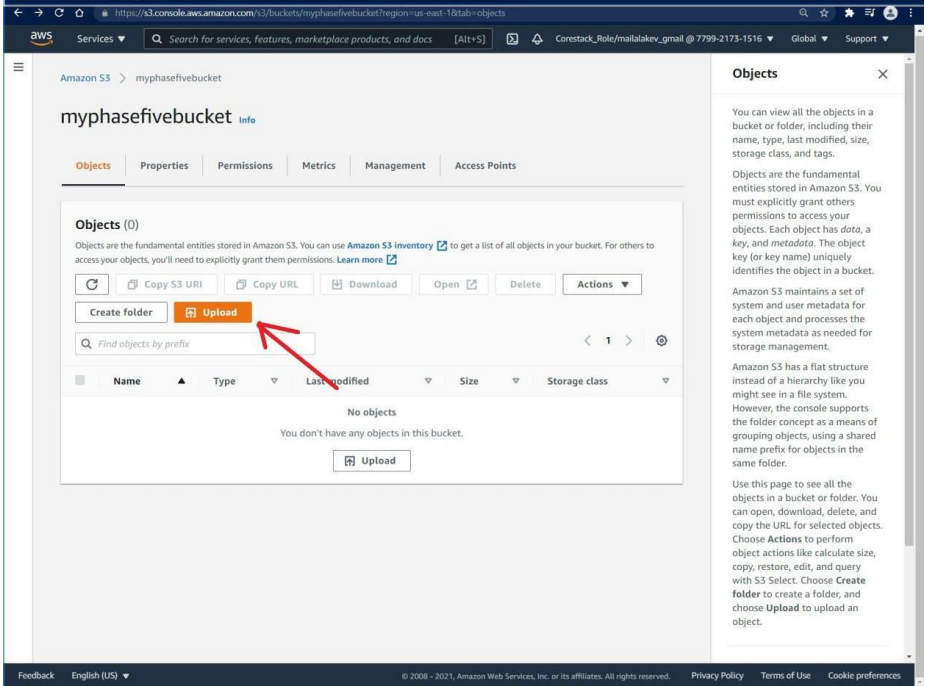 https://s3.console.aws.amazon.com/s3/buckets/myphasefivebucket?region=us-east-1&tab=objects
aws
Services ▼
Search for services, features, marketplace products, and docs
[Alt+S]
Corestack_Role/mailalakev_gmail @ 7799-2173-1516 ▼
Global ▼
Support ▼
Amazon S3 > myphasefivebucket
myphasefivebucket Info
Objects
Properties
Permissions
Metrics
Management
Access Points
Objects (0)
Objects are the fundamental entities stored in Amazon S3. You can use Amazon S3 inventory to get a list of all objects in your bucket. For others to
access your objects, you'll need to explicitly grant them permissions. Learn more
Copy S3 URI
Copy URL
Download
Open
Delete
Actions ▼
Create folder
Upload
Find objects by prefix
< 1 >
Name ▲
Type
Last modified
Size
Storage class
No objects
You don't have any objects in this bucket.
Upload
Objects
You can view all the objects in a
bucket or folder, including their
name, type, last modified, size,
storage class, and tags.
Objects are the fundamental
entities stored in Amazon S3. You
must explicitly grant others
permissions to access your
objects. Each object has data, a
key, and metadata. The object
key (or key name) uniquely
identifies the object in a bucket.
Amazon S3 maintains a set of
system and user metadata for
each object and processes the
system metadata as needed for
storage management.
Amazon S3 has a flat structure
instead of a hierarchy like you
might see in a file system.
However, the console supports
the folder concept as a means of
grouping objects, using a shared
name prefix for objects in the
same folder.
Use this page to see all the
objects in a bucket or folder. You
can open, download, delete, and
copy the URL for selected objects.
Choose Actions to perform
object actions like calculate size,
copy, restore, edit, and query
with S3 Select. Choose Create
folder to create a folder, and
choose Upload to upload an
object.
Feedback
English (US) ▼
© 2008 - 2021, Amazon Web Services, Inc. or its affiliates. All rights reserved.
Privacy Policy
Terms of Use
Cookie preferences